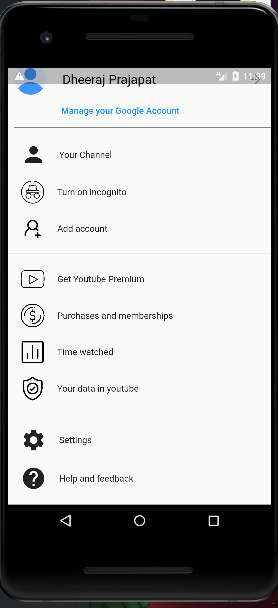 11:39
Dheeraj Prajapat
Manage your Google Account
Your Channel
Turn on Incognito
Add account
Get Youtube Premium
Purchases and memberships
Time watched
Your data in youtube
Settings
Help and feedback